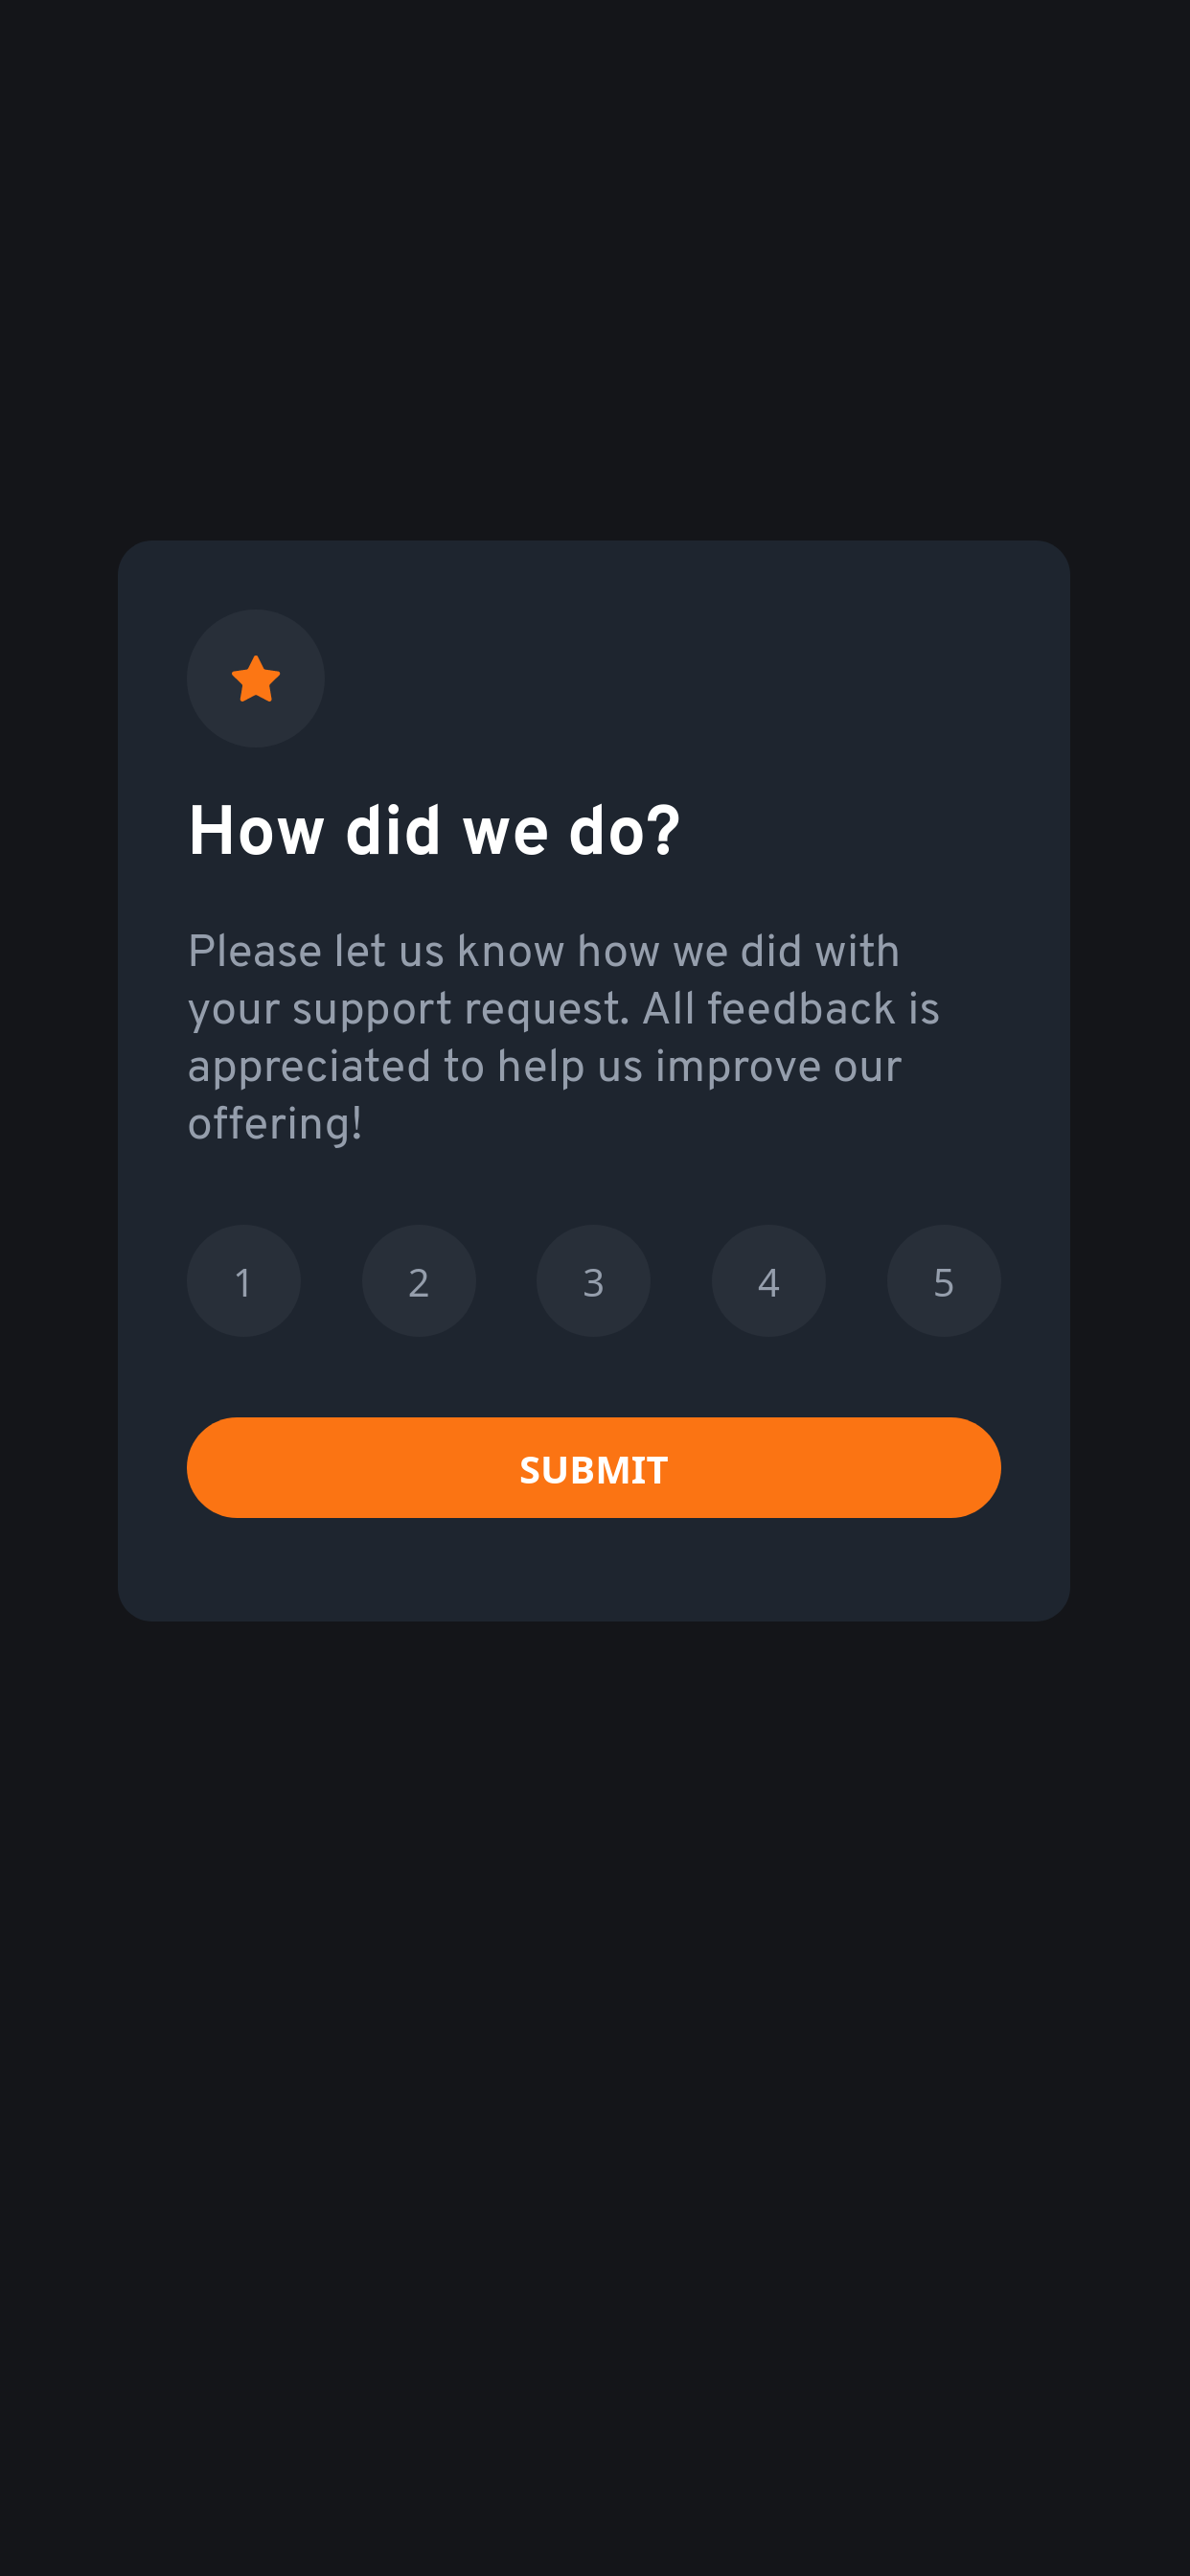 How did we do?
Please let us know how we did with
your support request. All feedback is
appreciated to help us improve our
offering!
1 2 3 4 5
SUBMIT